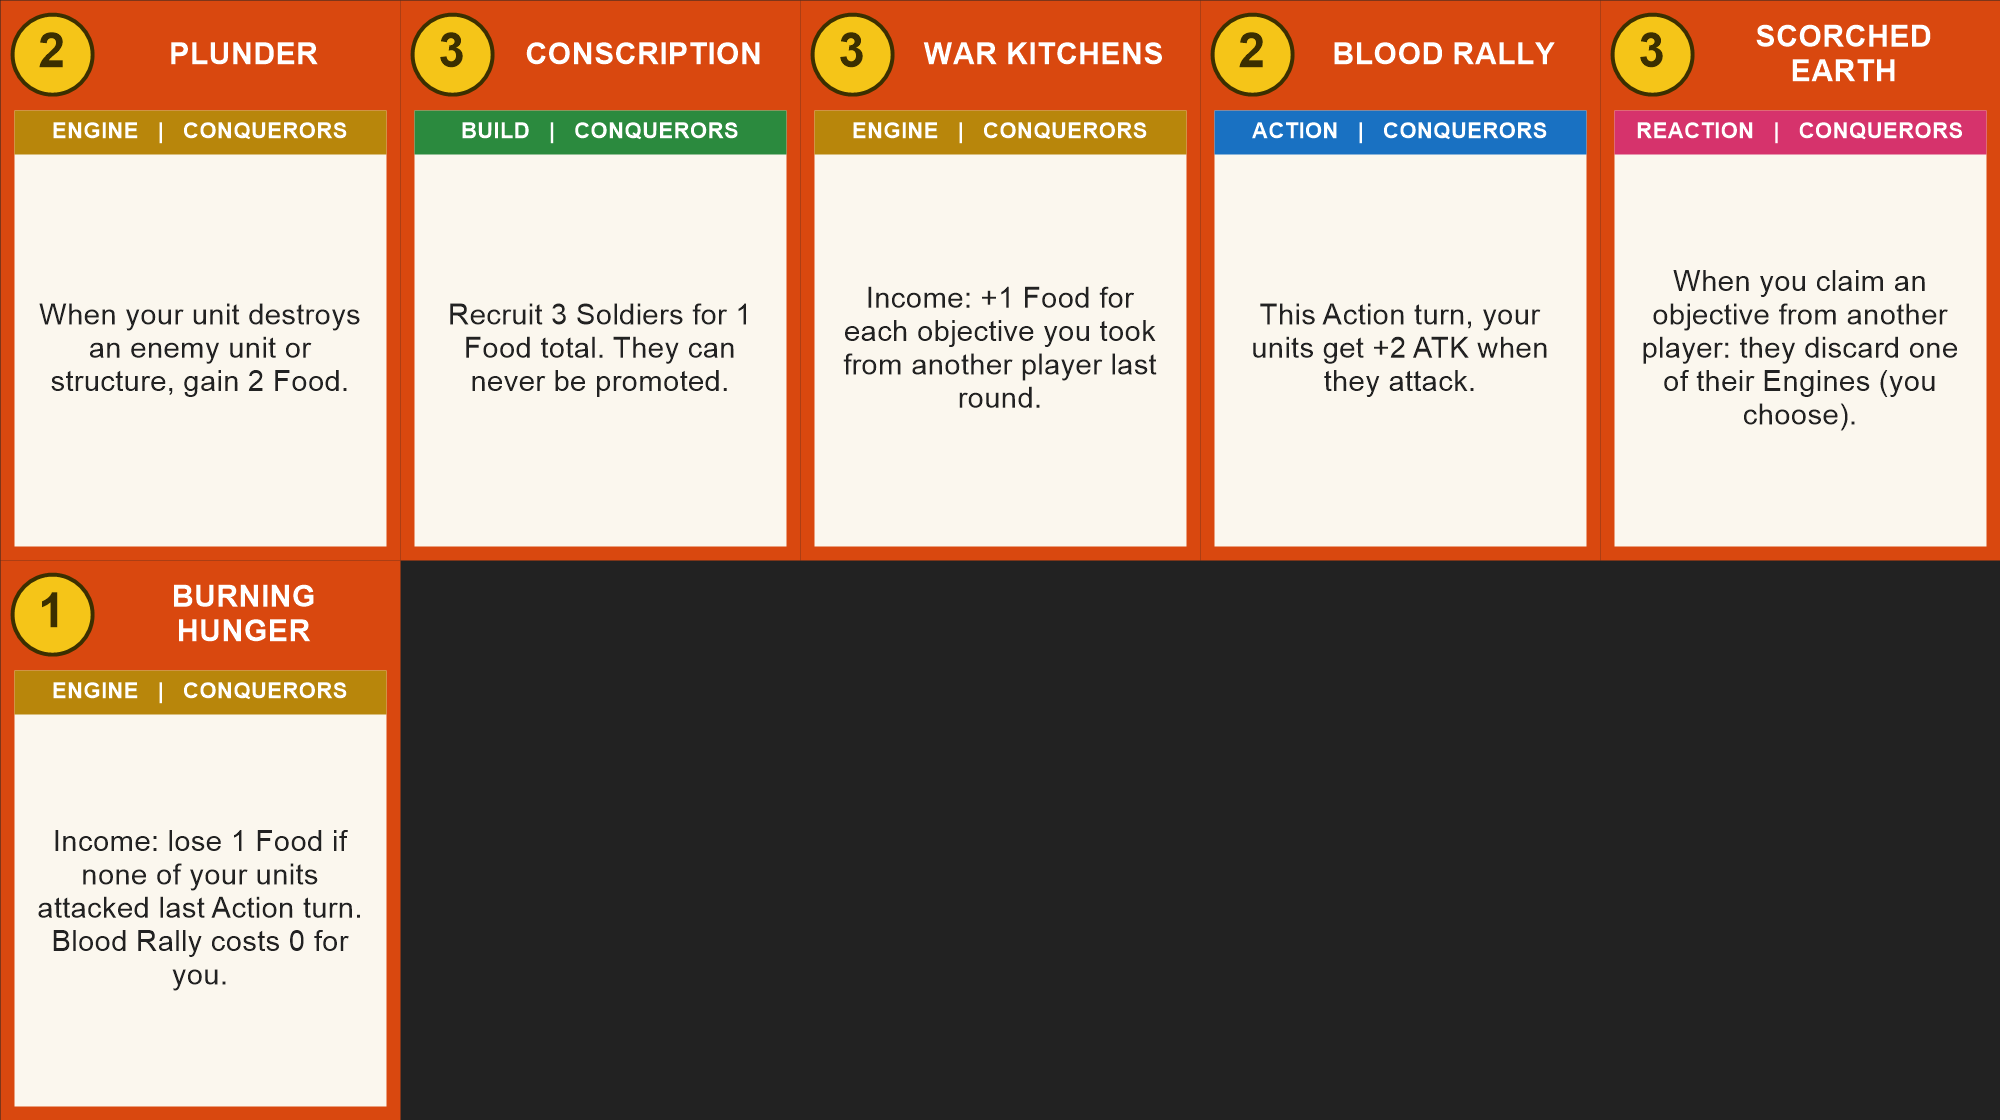 2
PLUNDER
ENGINE | CONQUERORS
When your unit destroys
an enemy unit or
structure, gain 2 Food.
3
CONSCRIPTION
BUILD | CONQUERORS
Recruit 3 Soldiers for 1
Food total. They can
never be promoted.
3
WAR KITCHENS
ENGINE | CONQUERORS
Income: +1 Food for
each objective you took
from another player last
round.
2
BLOOD RALLY
ACTION | CONQUERORS
This Action turn, your
units get +2 ATK when
they attack.
3
SCORCHED
EARTH
REACTION | CONQUERORS
When you claim an
objective from another
player: they discard one
of their Engines (you
choose).
1
BURNING
HUNGER
ENGINE | CONQUERORS
Income: lose 1 Food if
none of your units
attacked last Action turn.
Blood Rally costs 0 for
you.